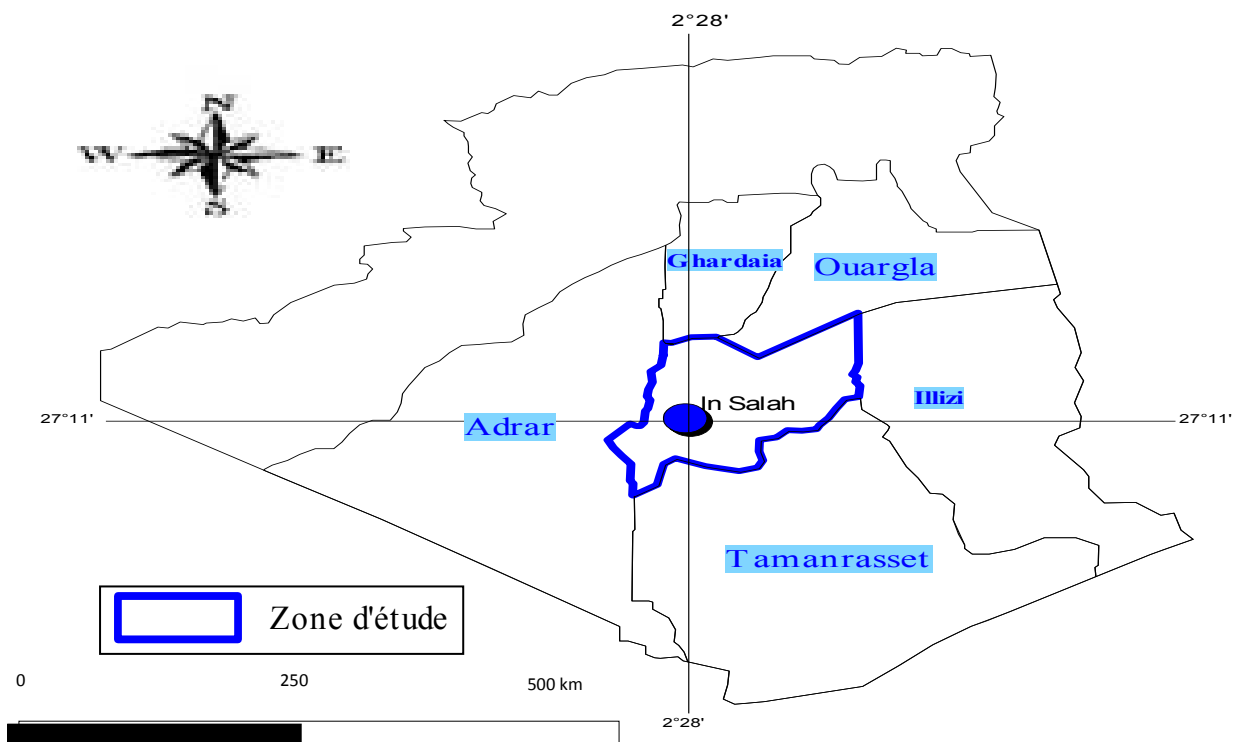 2°28'
N
W E
S
Ghardaia
Ouargla
In Salah
Illizi
27°11'
27°11'
Adrar
Tamanrasset
Zone d'étude
0 250 500 km
2°28'